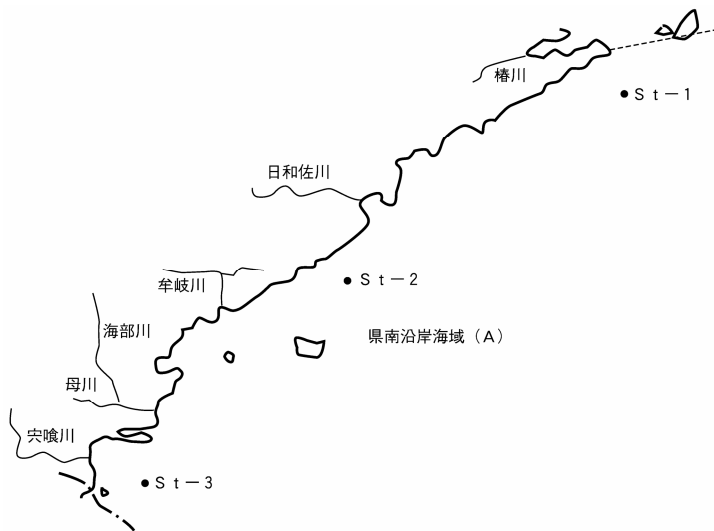 椿川
● Ｓｔ－1
日和佐川
● Ｓｔ－2
牟岐川
県南沿岸海域（Ａ）
海部川
母川
宍喰川
● Ｓｔ－3